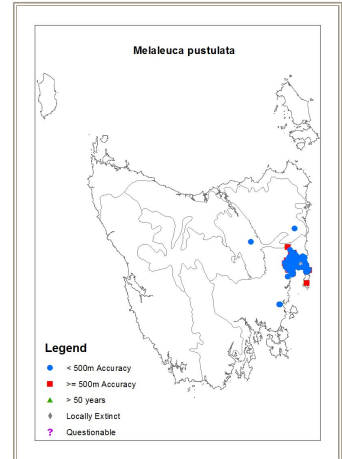 Melaleuca pustulata
Legend
< 500m Accuracy
>= 500m Accuracy
> 50 years
Locally Extinct
? Questionable